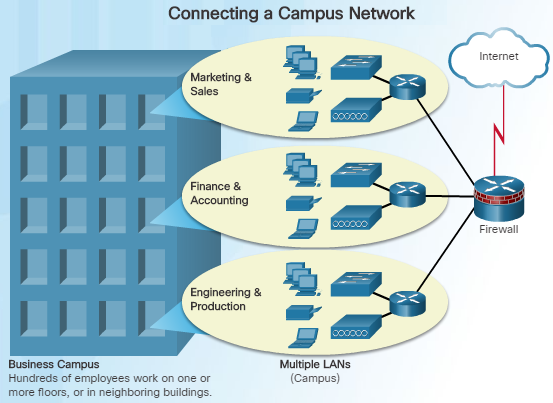 Connecting a Campus Network
Internet
Marketing &
Sales
Finance &
Accounting
Firewall
Engineering &
Production
Business Campus
Hundreds of employees work on one or
more floors, or in neighboring buildings.
Multiple LANs
(Campus)